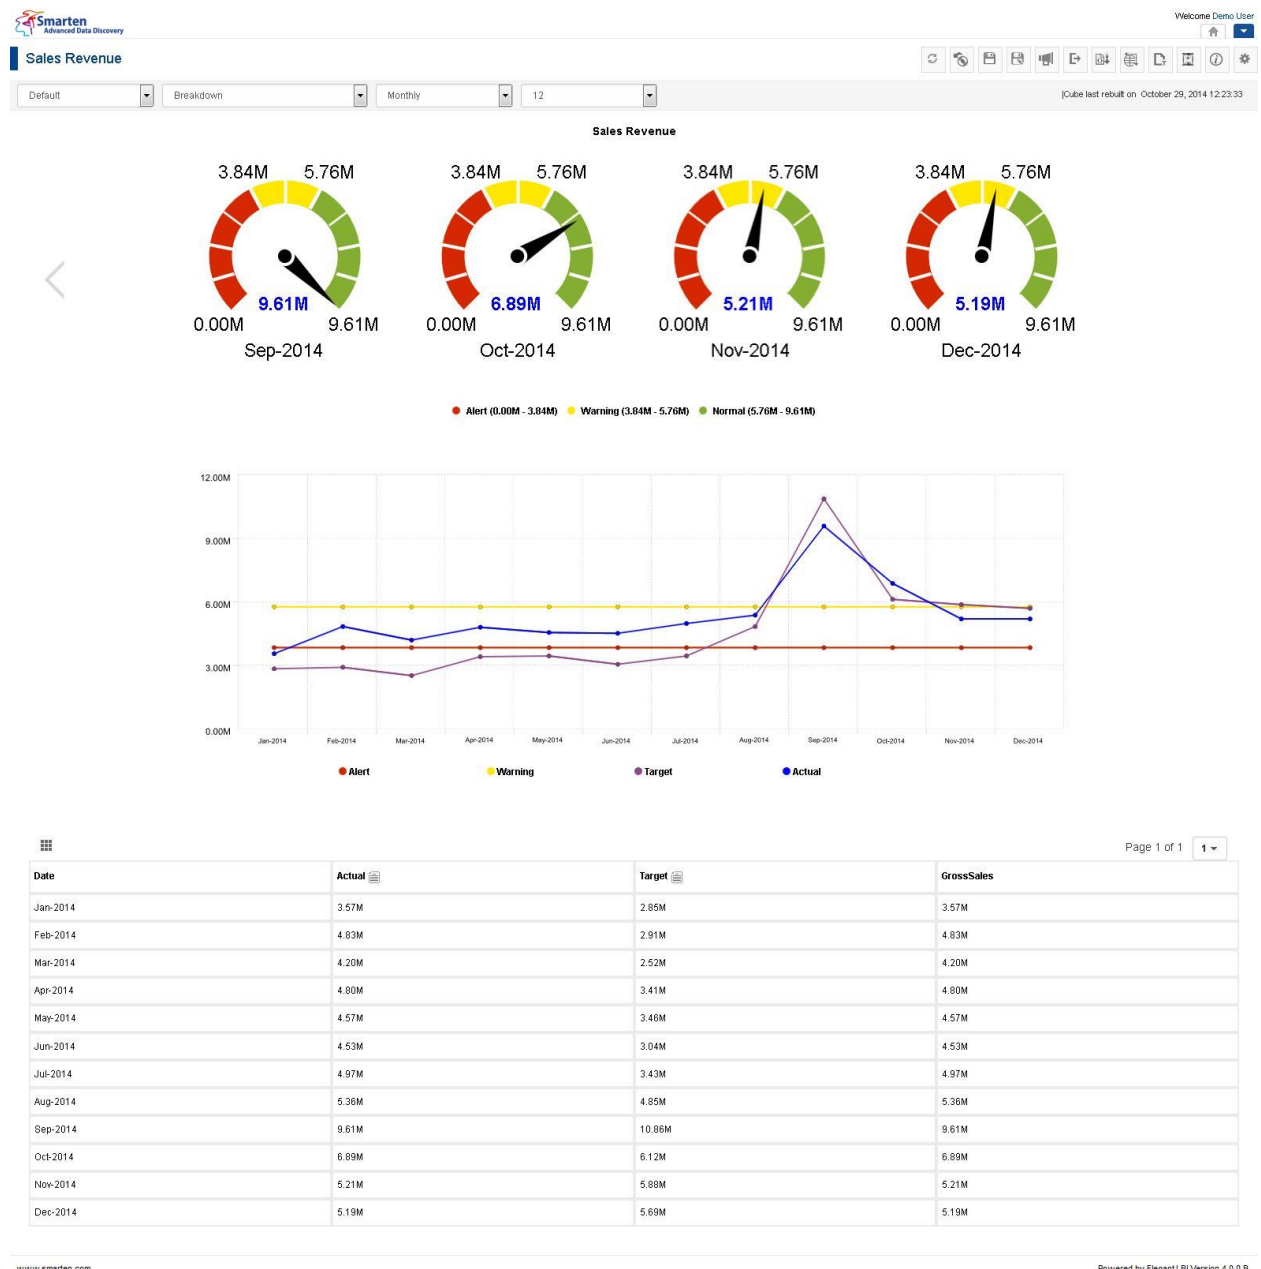 Smarten
Advanced Data Discovery
Welcome Demo User
Sales Revenue
Default Breakdown Monthly 12 |Cube last rebuilt on October 29, 2014 12:23:33
Sales Revenue
3.84M 5.76M 3.84M 5.76M 3.84M 5.76M 3.84M 5.76M
9.61M 6.89M 5.21M 5.19M
0.00M 9.61M 0.00M 9.61M 0.00M 9.61M 0.00M 9.61M
Sep-2014 Oct-2014 Nov-2014 Dec-2014
Alert (0.00M - 3.84M) Warning (3.84M - 5.76M) Normal (5.76M - 9.61M)
12.00M
9.00M
6.00M
3.00M
0.00M
Jan-2014 Feb-2014 Mar-2014 Apr-2014 May-2014 Jun-2014 Jul-2014 Aug-2014 Sep-2014 Oct-2014 Nov-2014 Dec-2014
Alert Warning Target Actual
Page 1 of 1 1
Date Actual Target GrossSales
Jan-2014 3.57M 2.85M 3.57M
Feb-2014 4.83M 2.91M 4.83M
Mar-2014 4.20M 2.52M 4.20M
Apr-2014 4.80M 3.41M 4.80M
May-2014 4.57M 3.46M 4.57M
Jun-2014 4.53M 3.04M 4.53M
Jul-2014 4.97M 3.43M 4.97M
Aug-2014 5.36M 4.85M 5.36M
Sep-2014 9.61M 10.86M 9.61M
Oct-2014 6.89M 6.12M 6.89M
Nov-2014 5.21M 5.88M 5.21M
Dec-2014 5.19M 5.69M 5.19M
www.smarten.com Powered by ElegantJ BI Version 4.0.0 B